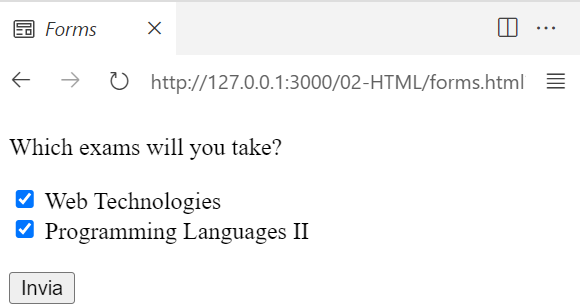 Forms
http://127.0.0.1:3000/02-HTML/forms.html
Which exams will you take?
Web Technologies
Programming Languages II
Invia